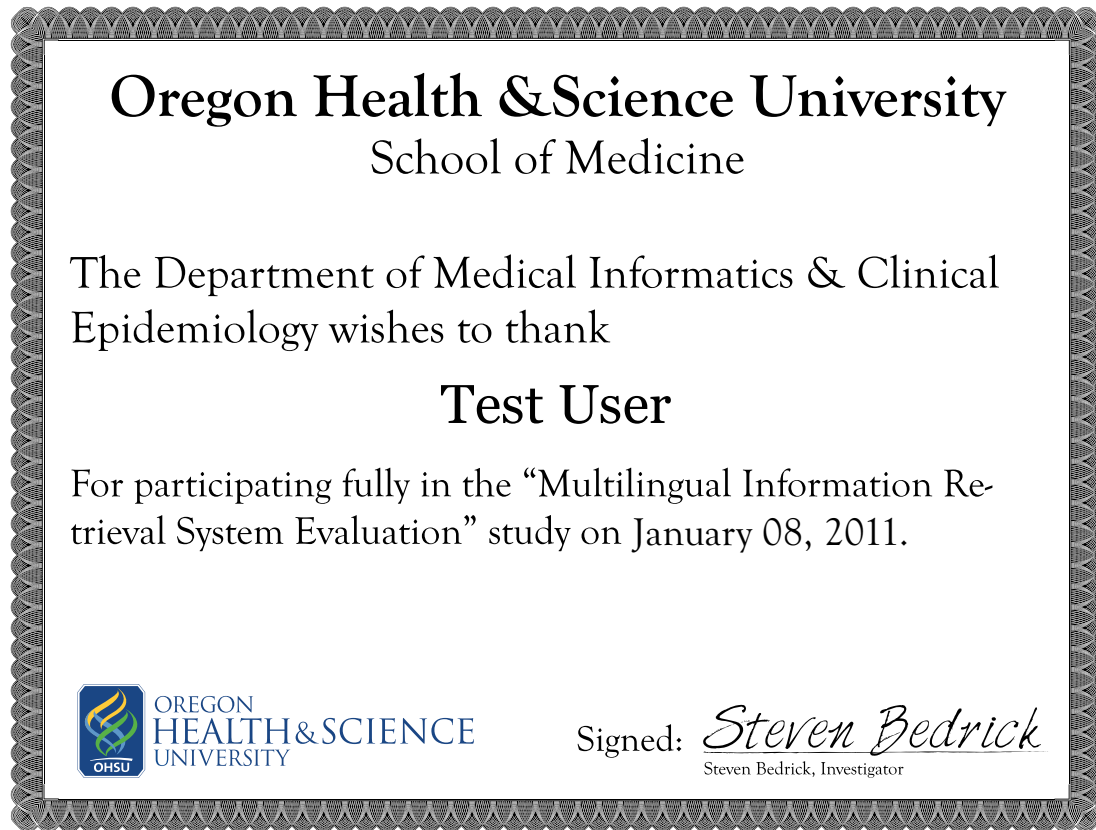 Oregon Health &Science University
School of Medicine
The Department of Medical Informatics & Clinical
Epidemiology wishes to thank
Test User
For participating fully in the “Multilingual Information Re-
trieval System Evaluation” study on January 08, 2011.
OHSU
OREGON
HEALTH&SCIENCE
UNIVERSITY
Signed: Steven Bedrick
Steven Bedrick, Investigator